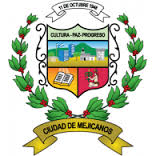 11 DE OCTUBRE 1948
CULTURA - PAZ - PROGRESO
CIUDAD DE MEJICANOS